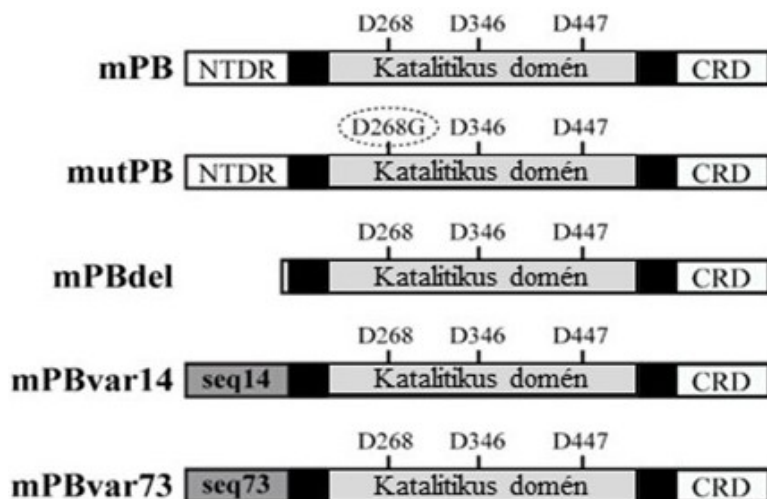 D268 D346 D447
mPB NTDR Katalitikus domén CRD
D268G D346 D447
mutPB NTDR Katalitikus domén CRD
D268 D346 D447
mPBdel Katalitikus domén CRD
D268 D346 D447
mPBvar14 seq14 Katalitikus domén CRD
D268 D346 D447
mPBvar73 seq73 Katalitikus domén CRD